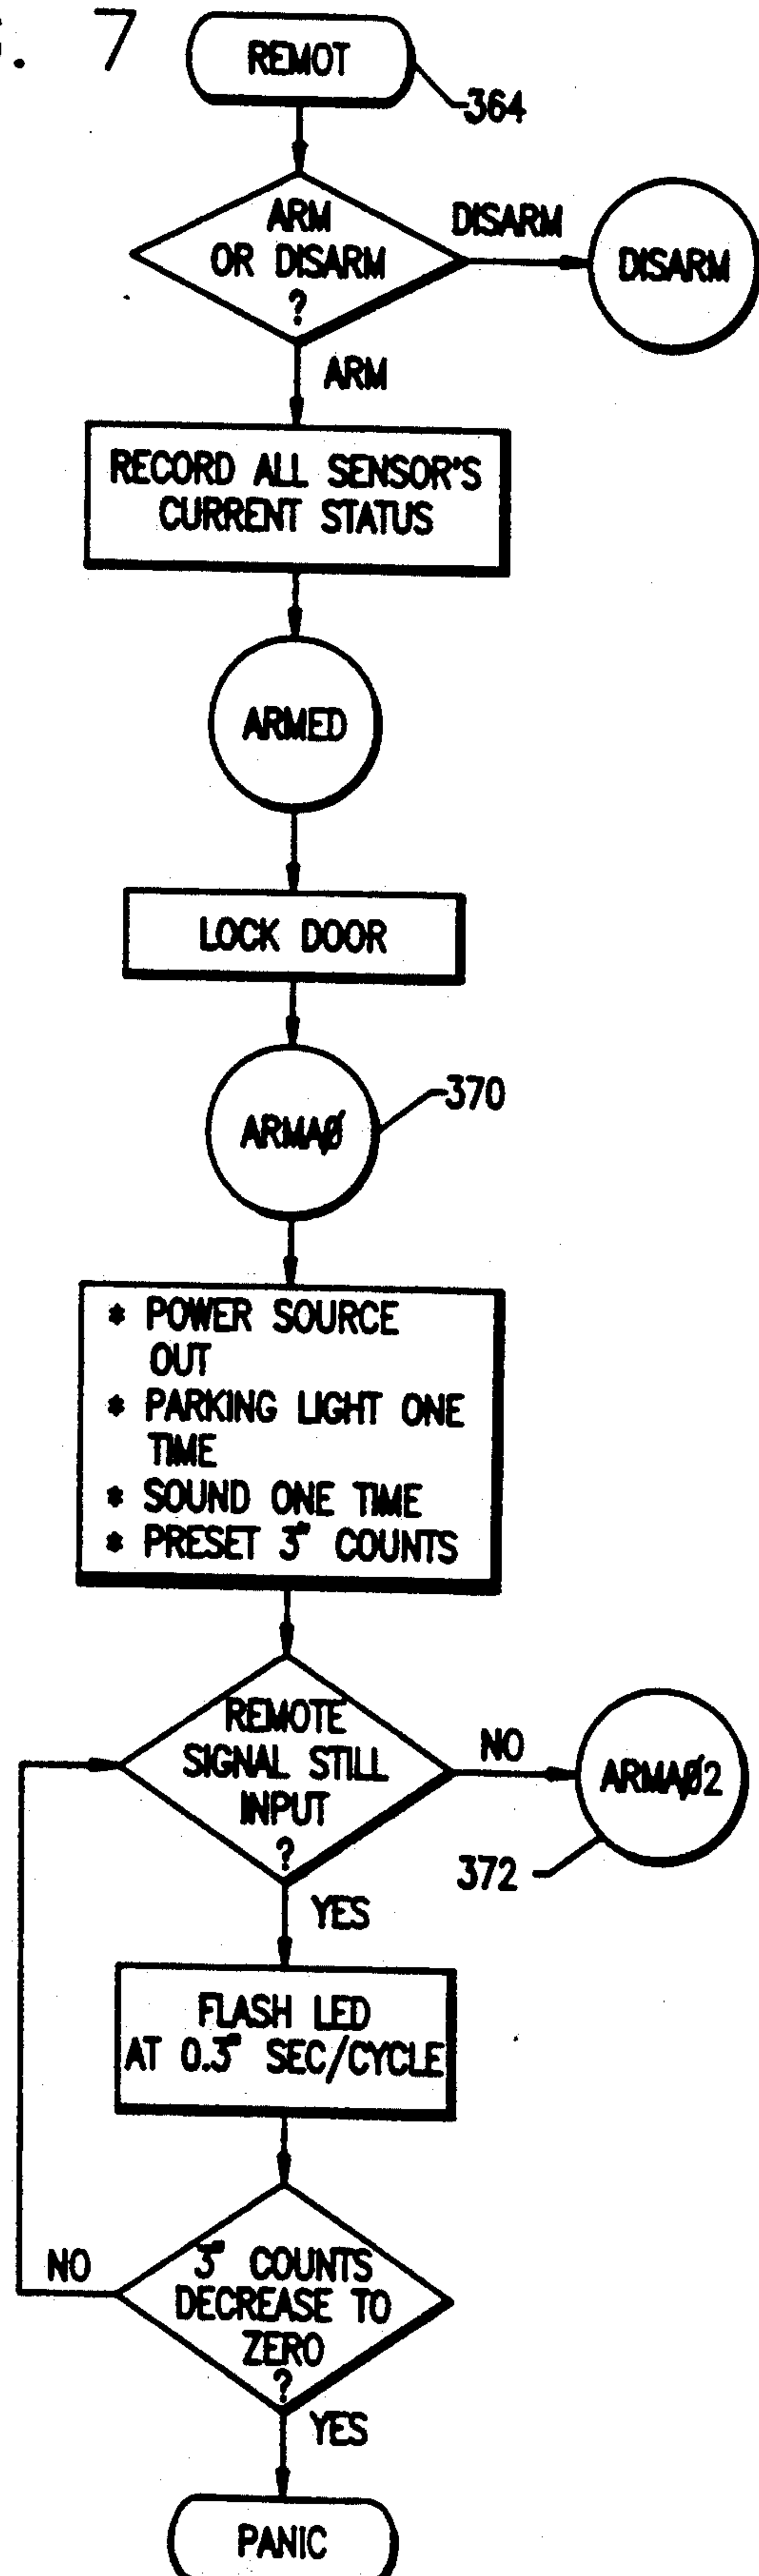 . 7
REMOT
364
ARM
OR DISARM
?
DISARM
DISARM
ARM
RECORD ALL SENSOR'S
CURRENT STATUS
ARMED
LOCK DOOR
ARMAØ
370
* POWER SOURCE
OUT
* PARKING LIGHT ONE
TIME
* SOUND ONE TIME
* PRESET 3" COUNTS
REMOTE
SIGNAL STILL
INPUT
?
NO
ARMAØ2
372
YES
FLASH LED
AT 0.3" SEC/CYCLE
3" COUNTS
DECREASE TO
ZERO
?
NO
YES
PANIC